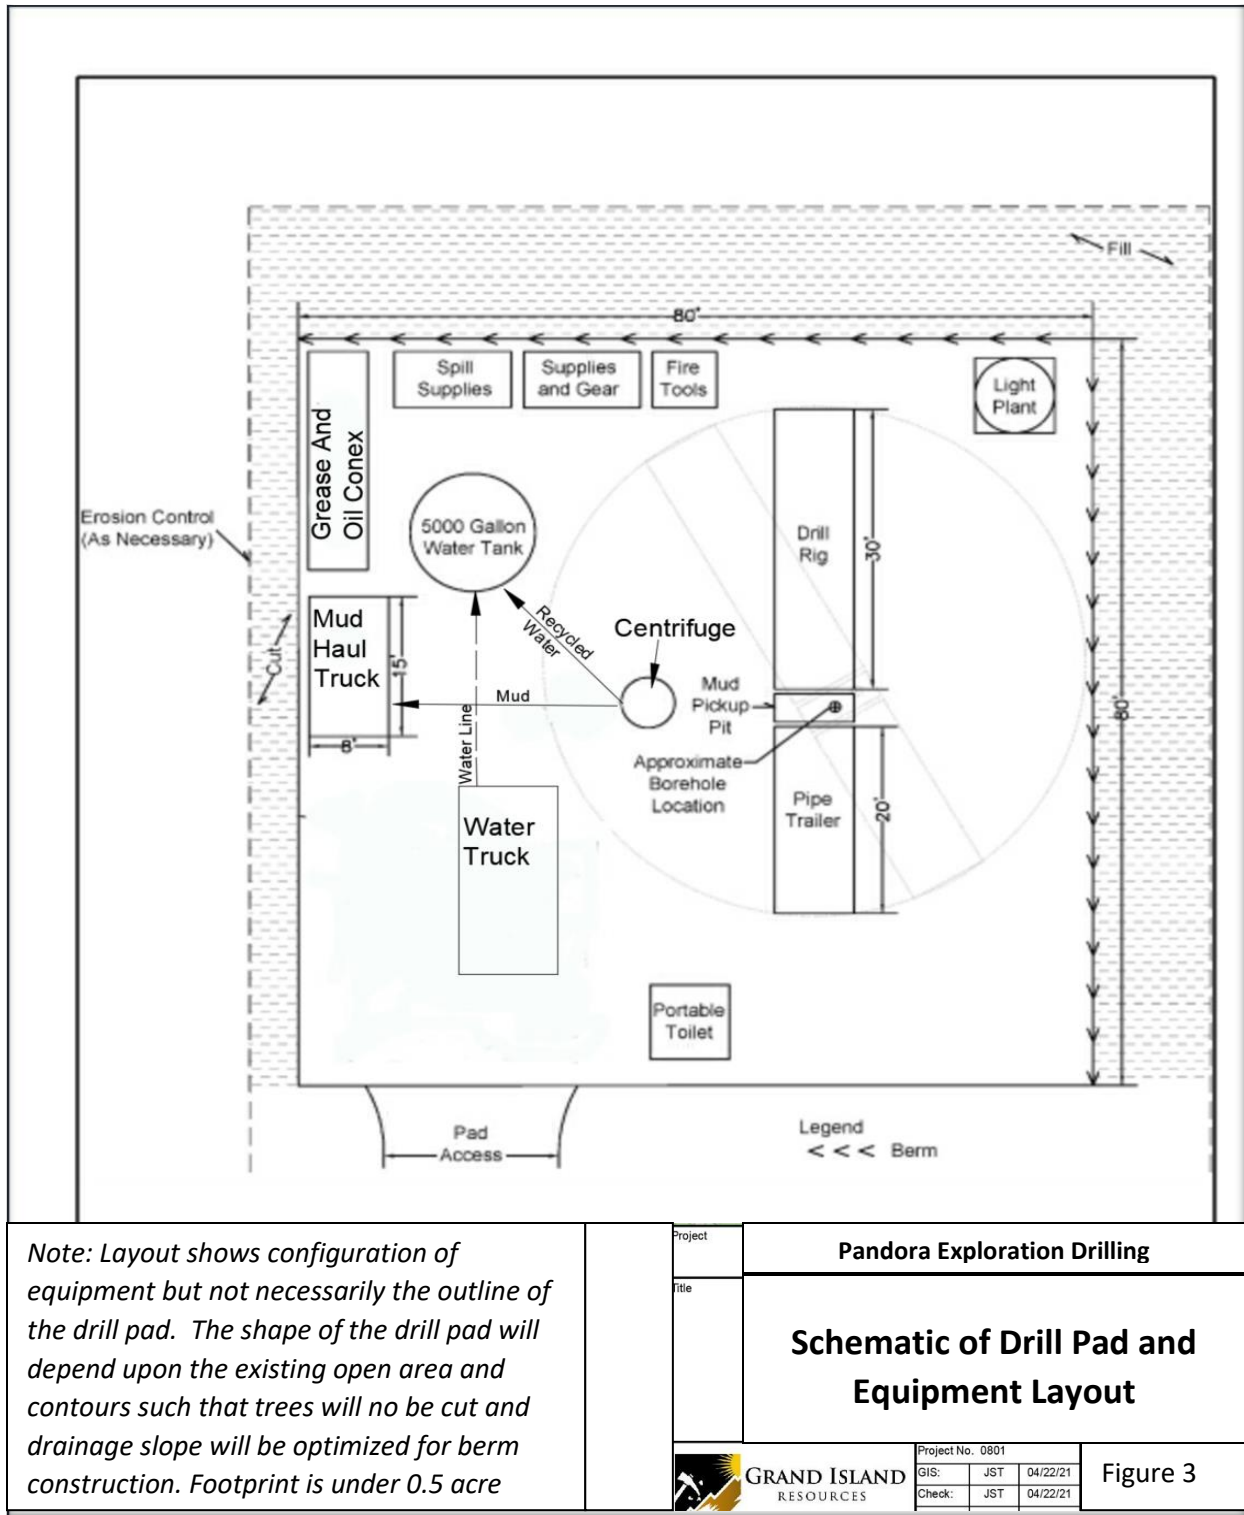 Fill
80'
Spill
Supplies
Supplies
and Gear
Fire
Tools
Light
Plant
Grease And
Oil Conex
5000 Gallon
Water Tank
Drill
Rig
30'
Erosion Control
(As Necessary)
Recycled
Water
Centrifuge
Mud
Haul
Truck
15'
8'
Cut
Mud
Water Line
Mud
Pickup
Pit
80'
Approximate
Borehole
Location
Pipe
Trailer
20'
Water
Truck
Portable
Toilet
Pad
Access
Legend
< < < Berm
Note: Layout shows configuration of
equipment but not necessarily the outline of
the drill pad. The shape of the drill pad will
depend upon the existing open area and
contours such that trees will no be cut and
drainage slope will be optimized for berm
construction. Footprint is under 0.5 acre
Project
Pandora Exploration Drilling
Title
Schematic of Drill Pad and
Equipment Layout
GRAND ISLAND
RESOURCES
Project No. 0801
GIS: JST 04/22/21
Check: JST 04/22/21
Figure 3